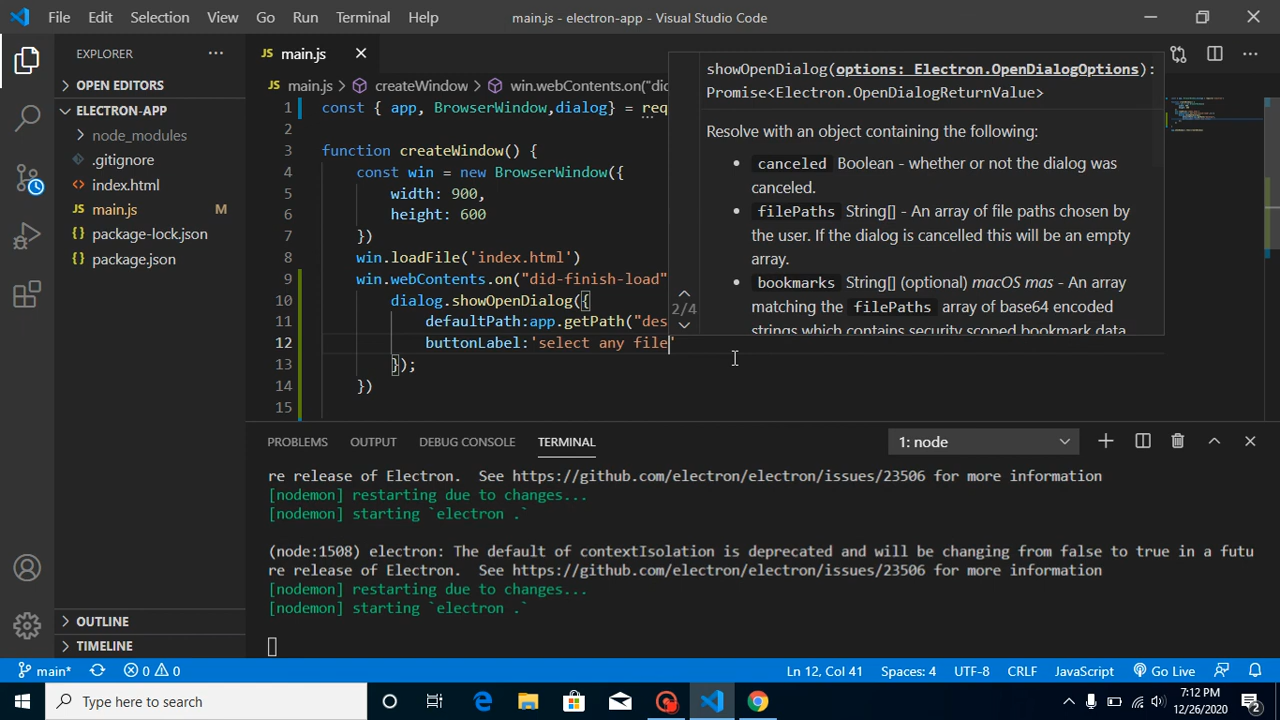 File Edit Selection View Go Run Terminal Help main.js - electron-app - Visual Studio Code
EXPLORER
OPEN EDITORS
ELECTRON-APP
node_modules
.gitignore
index.html
JS main.js M
{} package-lock.json
{} package.json
OUTLINE
TIMELINE
JS main.js
JS main.js > createWindow > win.webContents.on("dic
1 const { app, BrowserWindow,dialog} = req
2
3 function createWindow() {
4 const win = new BrowserWindow({
5 width: 900,
6 height: 600
7 })
8 win.loadFile('index.html')
9 win.webContents.on("did-finish-load"
10 dialog.showOpenDialog({
11 defaultPath:app.getPath("des
12 buttonLabel:'select any file'
13 });
14 })
15
showOpenDialog(options: Electron.OpenDialogOptions):
Promise<Electron.OpenDialogReturnValue>
Resolve with an object containing the following:
• canceled Boolean - whether or not the dialog was
canceled.
• filePaths String[] - An array of file paths chosen by
the user. If the dialog is cancelled this will be an empty
array.
• bookmarks String[] (optional) macOS mas - An array
matching the filePaths array of base64 encoded
strings which contains security scoped bookmark data.
2/4
PROBLEMS OUTPUT DEBUG CONSOLE TERMINAL 1: node
re release of Electron.  See https://github.com/electron/electron/issues/23506 for more information
[nodemon] restarting due to changes...
[nodemon] starting `electron .`
(node:1508) electron: The default of contextIsolation is deprecated and will be changing from false to true in a futu
re release of Electron.  See https://github.com/electron/electron/issues/23506 for more information
[nodemon] restarting due to changes...
[nodemon] starting `electron .`
main* 0 0 Ln 12, Col 41 Spaces: 4 UTF-8 CRLF JavaScript Go Live
Type here to search
7:12 PM
12/26/2020
2